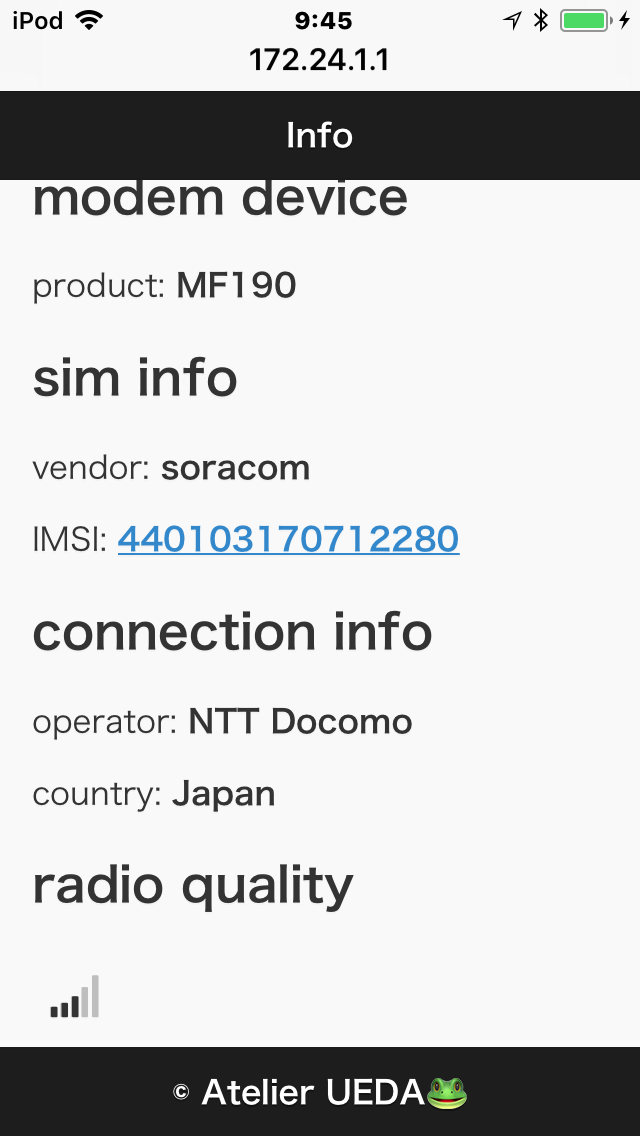 iPod 9:45
172.24.1.1
Info
modem device
product: MF190
sim info
vendor: soracom
IMSI: 440103170712280
connection info
operator: NTT Docomo
country: Japan
radio quality
© Atelier UEDA🐸